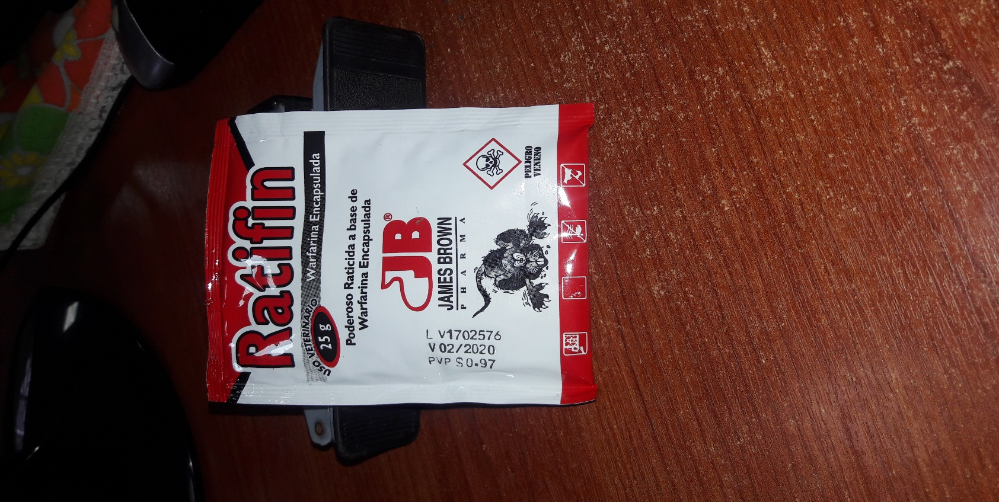 Ratifin
Warfarina Encapsulada
USO VETERINARIO
25 g
Poderoso Raticida a base de
Warfarina Encapsulada
JB®
JAMES BROWN
PHARMA
L V1702576
V 02/2020
PVP $0.97
PELIGRO
VENENO